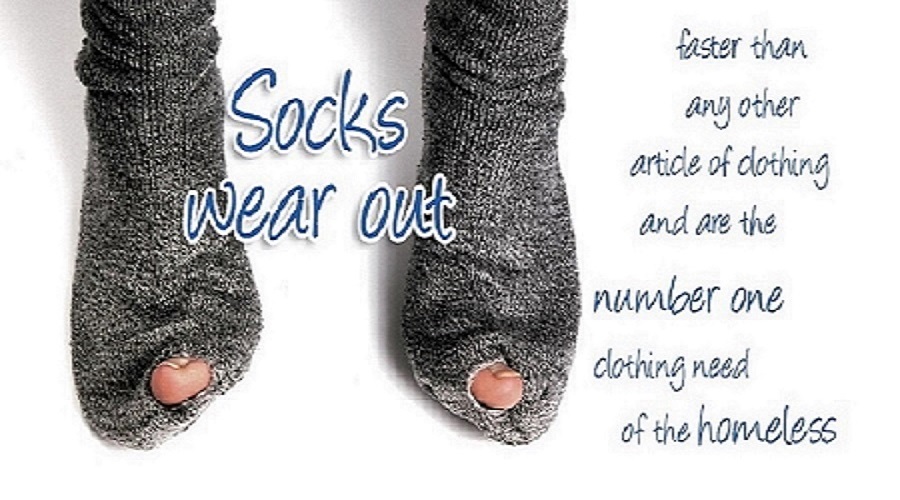 Socks
wear out
faster than
any other
article of clothing
and are the
number one
clothing need
of the homeless